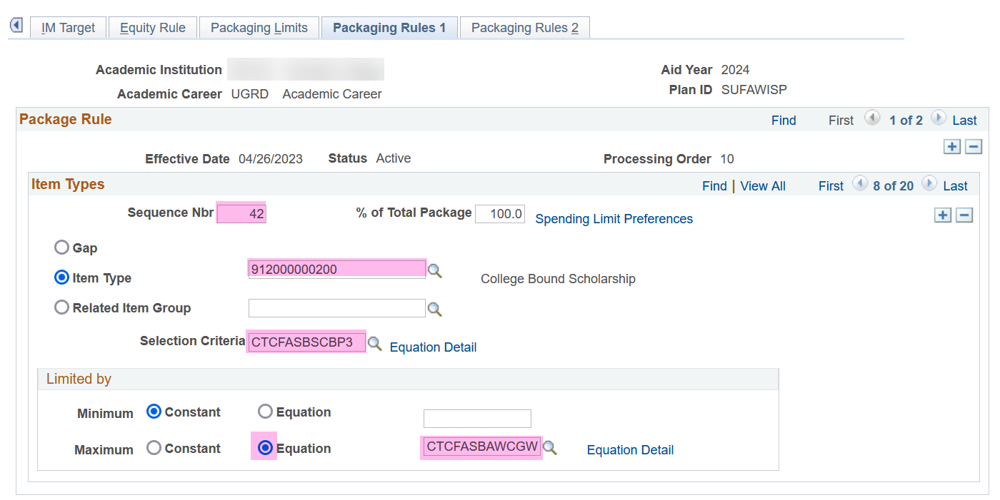 IM Target Equity Rule Packaging Limits Packaging Rules 1 Packaging Rules 2
Academic Institution Aid Year 2024
Academic Career UGRD Academic Career Plan ID SUFAWISP
Package Rule Find First 1 of 2 Last
Effective Date 04/26/2023 Status Active Processing Order 10
Item Types Find | View All First 8 of 20 Last
Sequence Nbr 42 % of Total Package 100.0 Spending Limit Preferences
Gap
Item Type 912000000200 College Bound Scholarship
Related Item Group
Selection Criteria CTCFASBSCBP3 Equation Detail
Limited by
Minimum Constant Equation
Maximum Constant Equation CTCFASBAWCGW Equation Detail